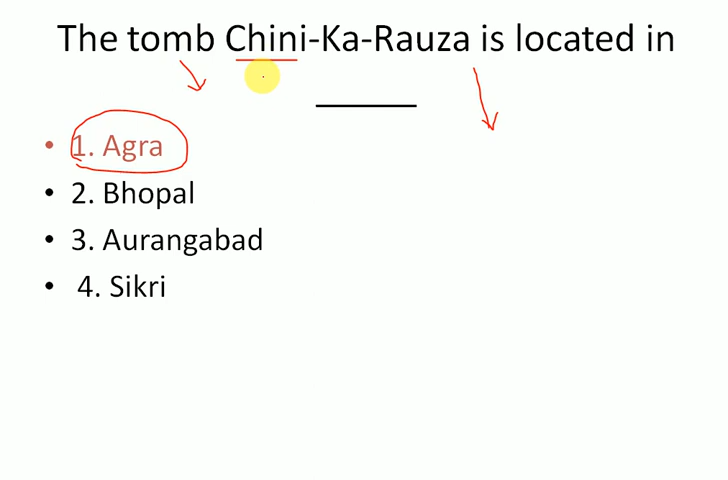 The tomb Chini-Ka-Rauza is located in
______
• 1. Agra
• 2. Bhopal
• 3. Aurangabad
• 4. Sikri